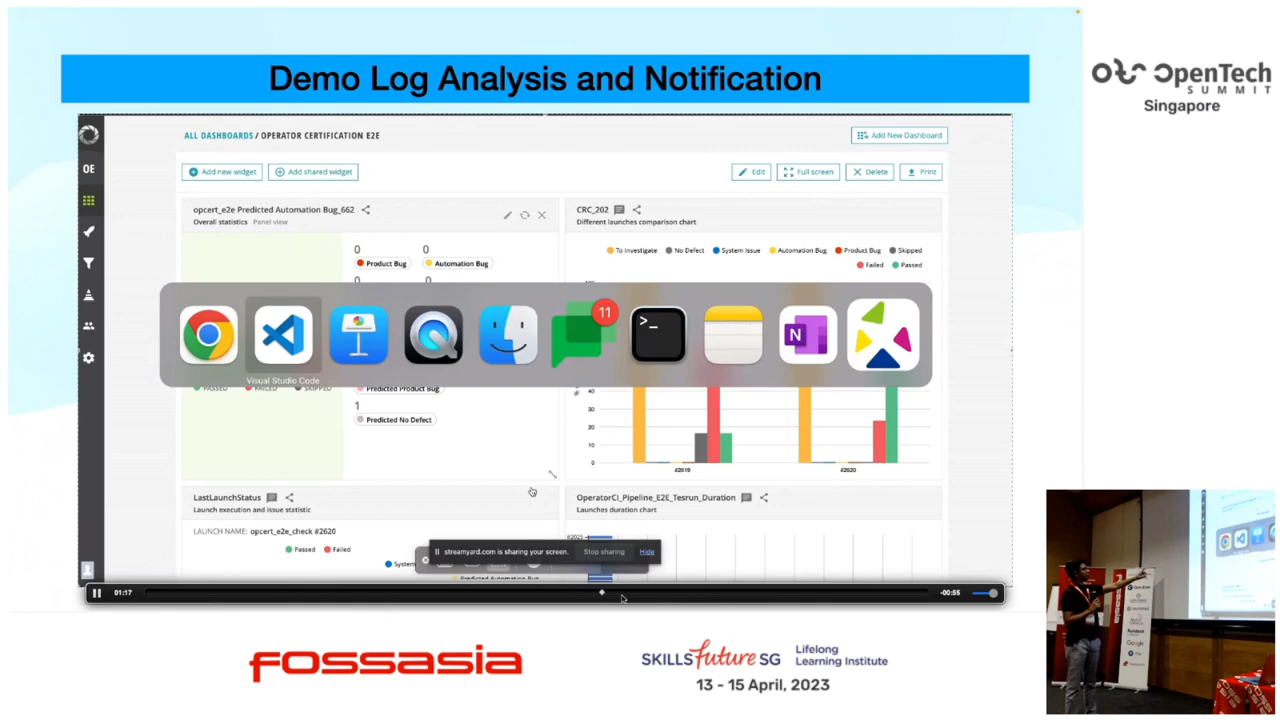 Demo Log Analysis and Notification
OpenTech
SUMMIT
Singapore
ALL DASHBOARDS / OPERATOR CERTIFICATION E2E
Add New Dashboard
OE
Add new widget
Add shared widget
Edit
Full screen
Delete
Print
opcert_e2e Predicted Automation Bug_662
Overall statistics Panel view
CRC_202
Different launches comparison chart
0 0
Product Bug Automation Bug
To Investigate No Defect System Issue Automation Bug Product Bug Skipped
Failed Passed
11
Visual Studio Code
PASSED FAILED SKIPPED
Predicted Product Bug
1
Predicted No Defect
40
30
20
10
0
#2619 #2620
LastLaunchStatus
Launch execution and issue statistic
LAUNCH NAME: opcert_e2e_check #2620
Passed Failed
OperatorCI_Pipeline_E2E_Tesrun_Duration
Launches duration chart
streamyard.com is sharing your screen. Stop sharing Hide
Predicted Automation Bug
01:17 -00:55
FOSSASIA
SKILLSfuture SG
Lifelong
Learning Institute
13 - 15 April, 2023